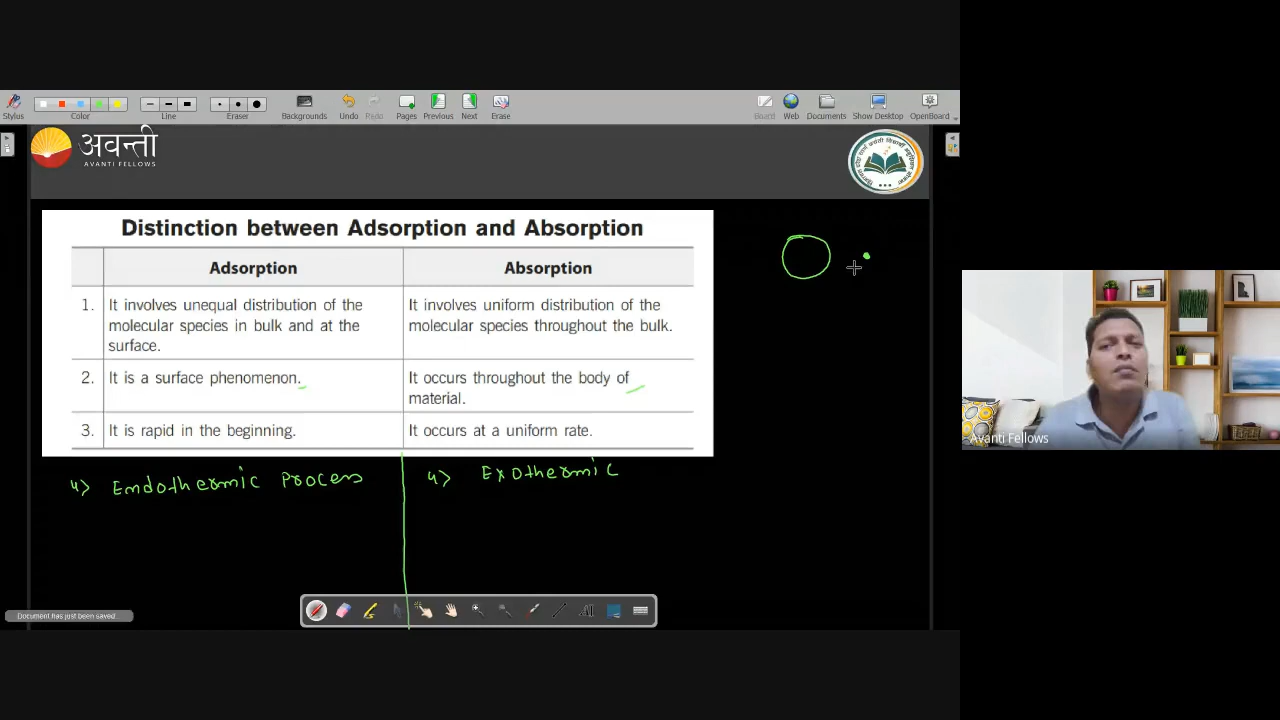 Stylus
Color
Line
Eraser
Backgrounds
Undo
Redo
Pages
Previous
Next
Erase
Board
Web
Documents
Show Desktop
OpenBoard
अवन्ती
AVANTI FELLOWS
Distinction between Adsorption and Absorption
Adsorption Absorption
1. It involves unequal distribution of the molecular species in bulk and at the surface.
It involves uniform distribution of the molecular species throughout the bulk.
2. It is a surface phenomenon.
It occurs throughout the body of material.
3. It is rapid in the beginning.
It occurs at a uniform rate.
4> Endothermic Process
4> Exothermic
Document has just been saved
Avanti Fellows